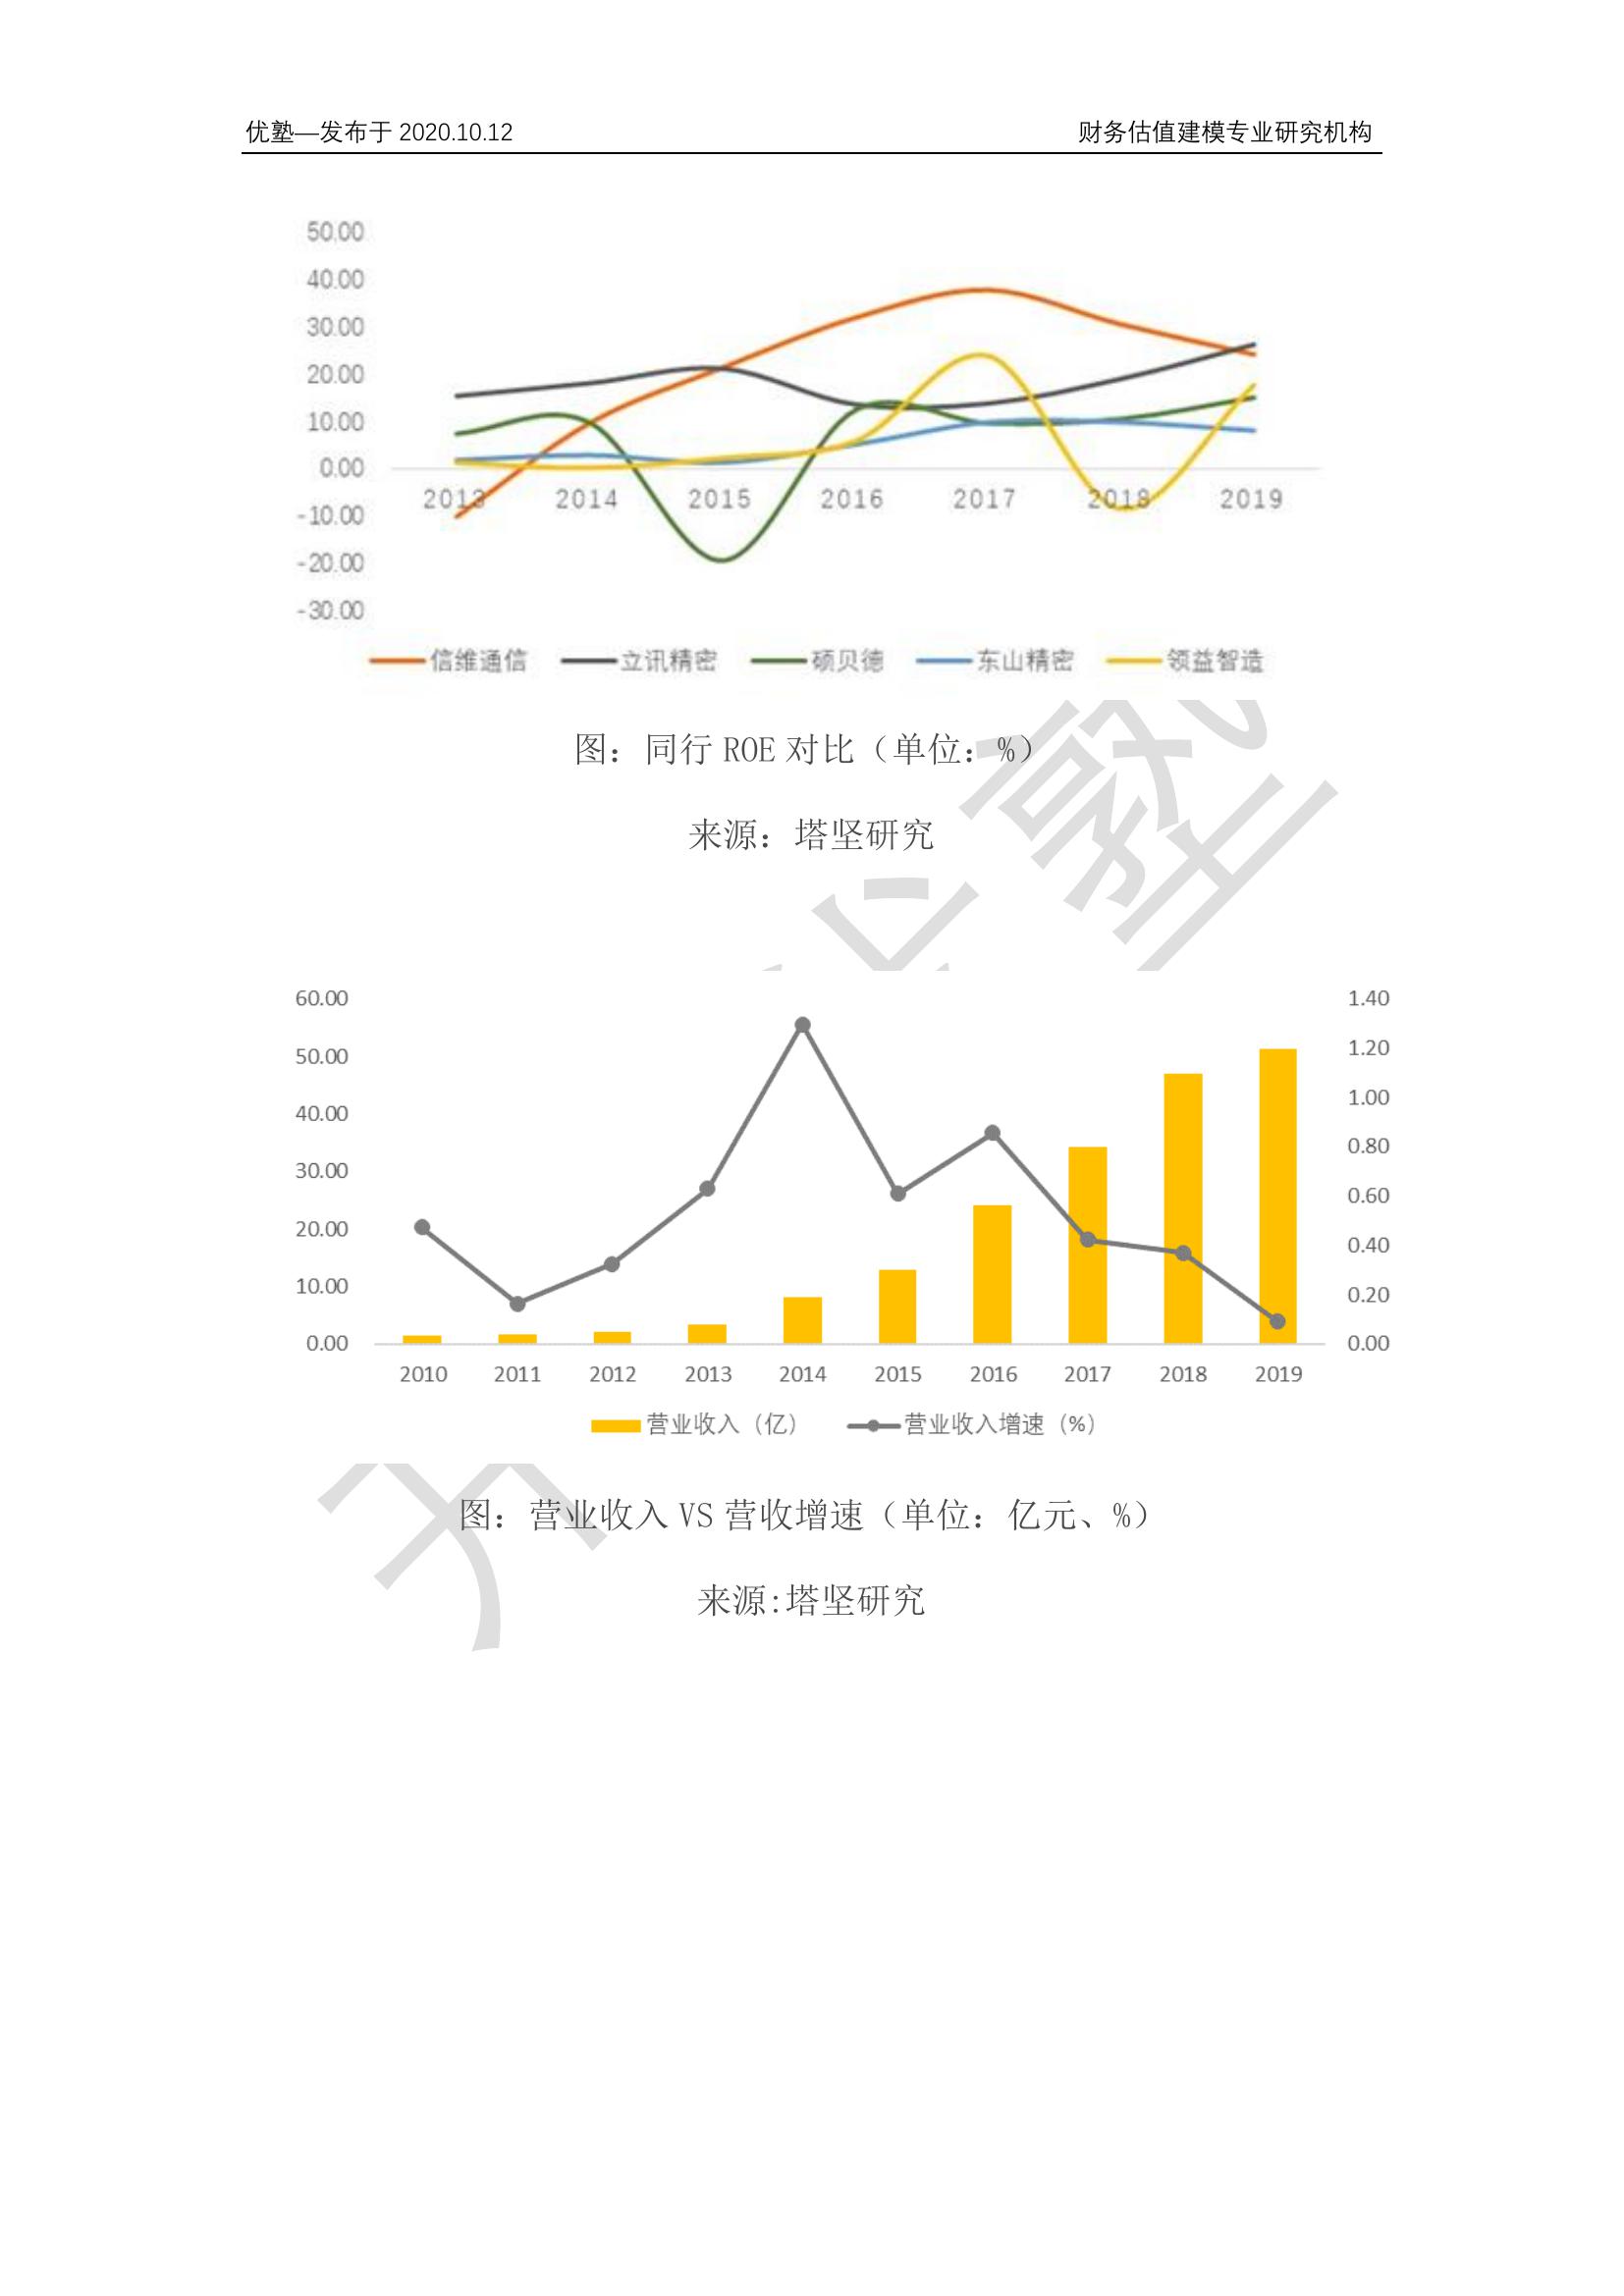 优塾—发布于 2020.10.12 财务估值建模专业研究机构
50.00
40.00
30.00
20.00
10.00
0.00
-10.00
-20.00
-30.00
2013 2014 2015 2016 2017 2018 2019
信维通信 立讯精密 硕贝德 东山精密 领益智造
图：同行 ROE 对比（单位：%）
来源：塔坚研究
60.00 1.40
50.00 1.20
40.00 1.00
30.00 0.80
20.00 0.60
10.00 0.40
0.00 0.20
0.00
2010 2011 2012 2013 2014 2015 2016 2017 2018 2019
营业收入（亿） 营业收入增速（%）
图：营业收入 VS 营收增速（单位：亿元、%）
来源:塔坚研究